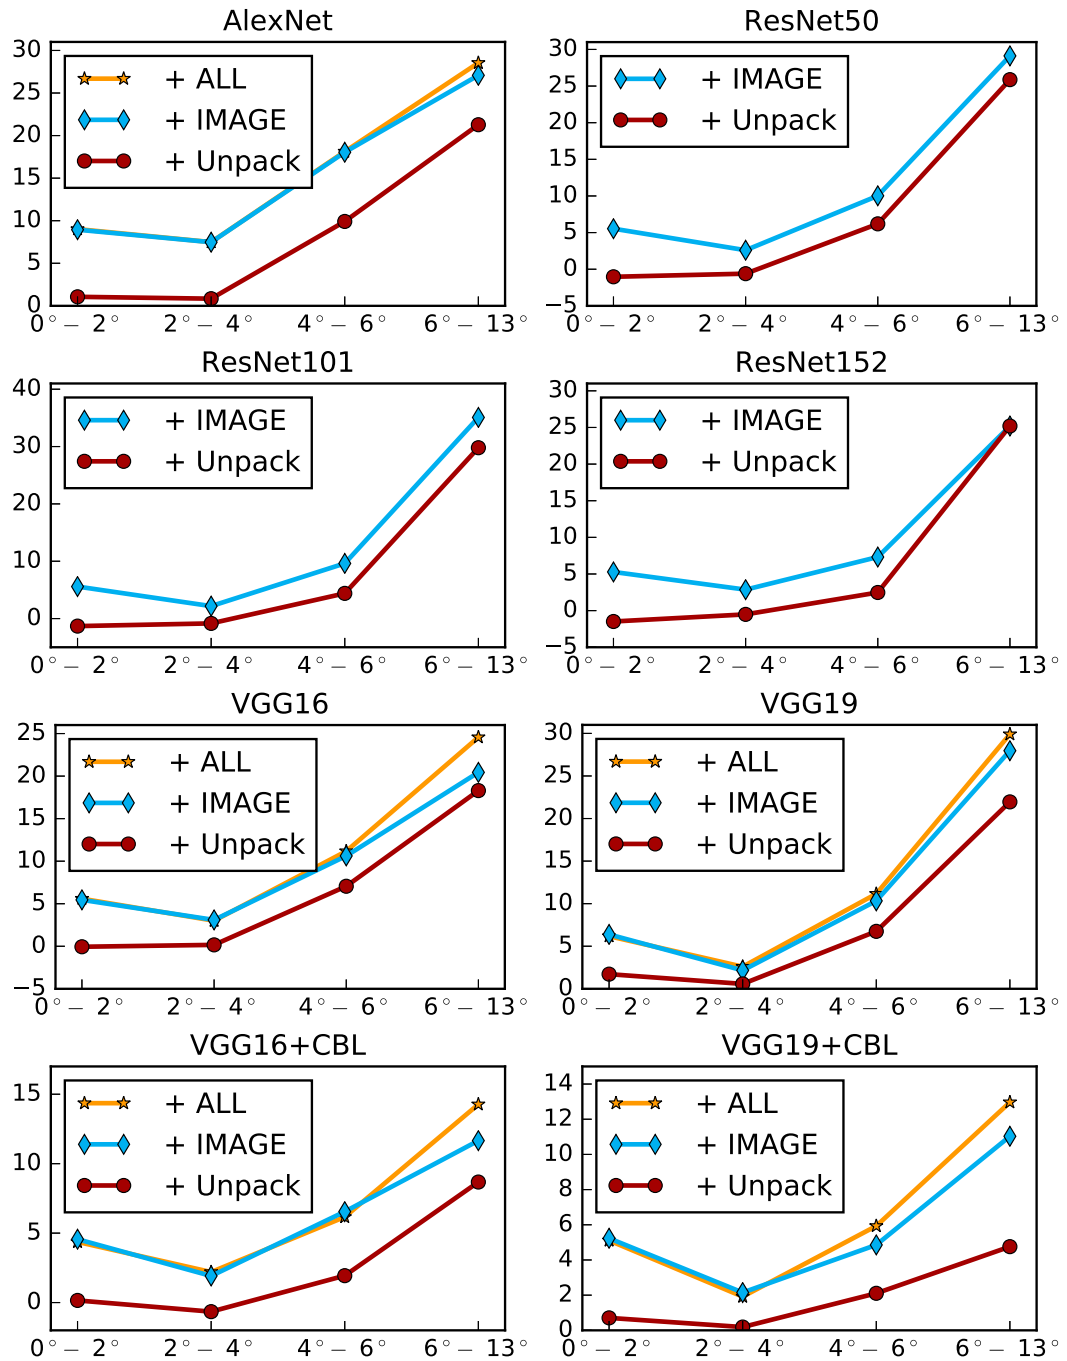 AlexNet
30
25
20
15
10
5
0
+ ALL
+ IMAGE
+ Unpack
0°− 2° 2°− 4° 4°− 6° 6°− 13°
ResNet50
30
25
20
15
10
5
0
−5
+ IMAGE
+ Unpack
0°− 2° 2°− 4° 4°− 6° 6°− 13°
ResNet101
40
30
20
10
0
+ IMAGE
+ Unpack
0°− 2° 2°− 4° 4°− 6° 6°− 13°
ResNet152
30
25
20
15
10
5
0
−5
+ IMAGE
+ Unpack
0°− 2° 2°− 4° 4°− 6° 6°− 13°
VGG16
25
20
15
10
5
0
−5
+ ALL
+ IMAGE
+ Unpack
0°− 2° 2°− 4° 4°− 6° 6°− 13°
VGG19
30
25
20
15
10
5
0
+ ALL
+ IMAGE
+ Unpack
0°− 2° 2°− 4° 4°− 6° 6°− 13°
VGG16+CBL
15
10
5
0
+ ALL
+ IMAGE
+ Unpack
0°− 2° 2°− 4° 4°− 6° 6°− 13°
VGG19+CBL
14
12
10
8
6
4
2
0
+ ALL
+ IMAGE
+ Unpack
0°− 2° 2°− 4° 4°− 6° 6°− 13°